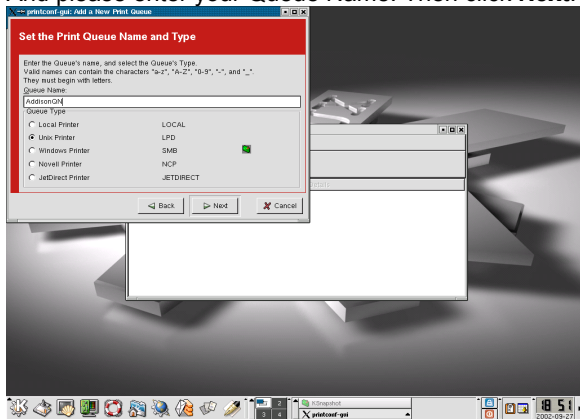 And please enter your Queue Name. Then click Next.
printconf-gui: Add a New Print Queue
Set the Print Queue Name and Type
Enter the Queue's name, and select the Queue's Type.
Valid names can contain the characters "a-z", "A-Z", "0-9", "-", and "_".
They must begin with letters.
Queue Name:
AddisonQN
Queue Type
Local Printer LOCAL
Unix Printer LPD
Windows Printer SMB
Novell Printer NCP
JetDirect Printer JETDIRECT
Back Next Cancel
2
3 4
KSnapshot
printconf-gui
18 51
2002-09-27